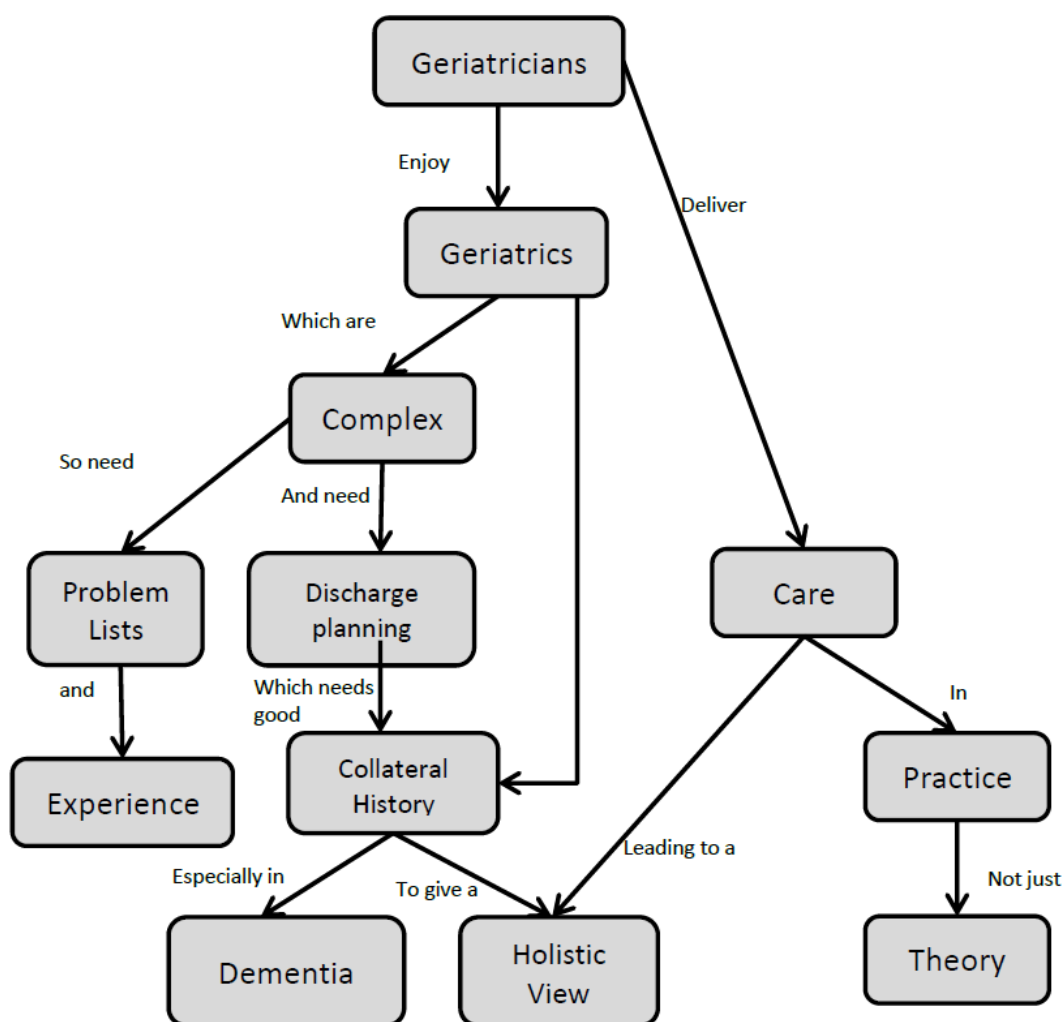 Geriatricians
Enjoy
Deliver
Geriatrics
Which are
Complex
So need
And need
Problem
Lists
Discharge
planning
Care
and
Which needs
good
In
Experience
Collateral
History
Practice
Especially in
To give a
Leading to a
Not just
Dementia
Holistic
View
Theory